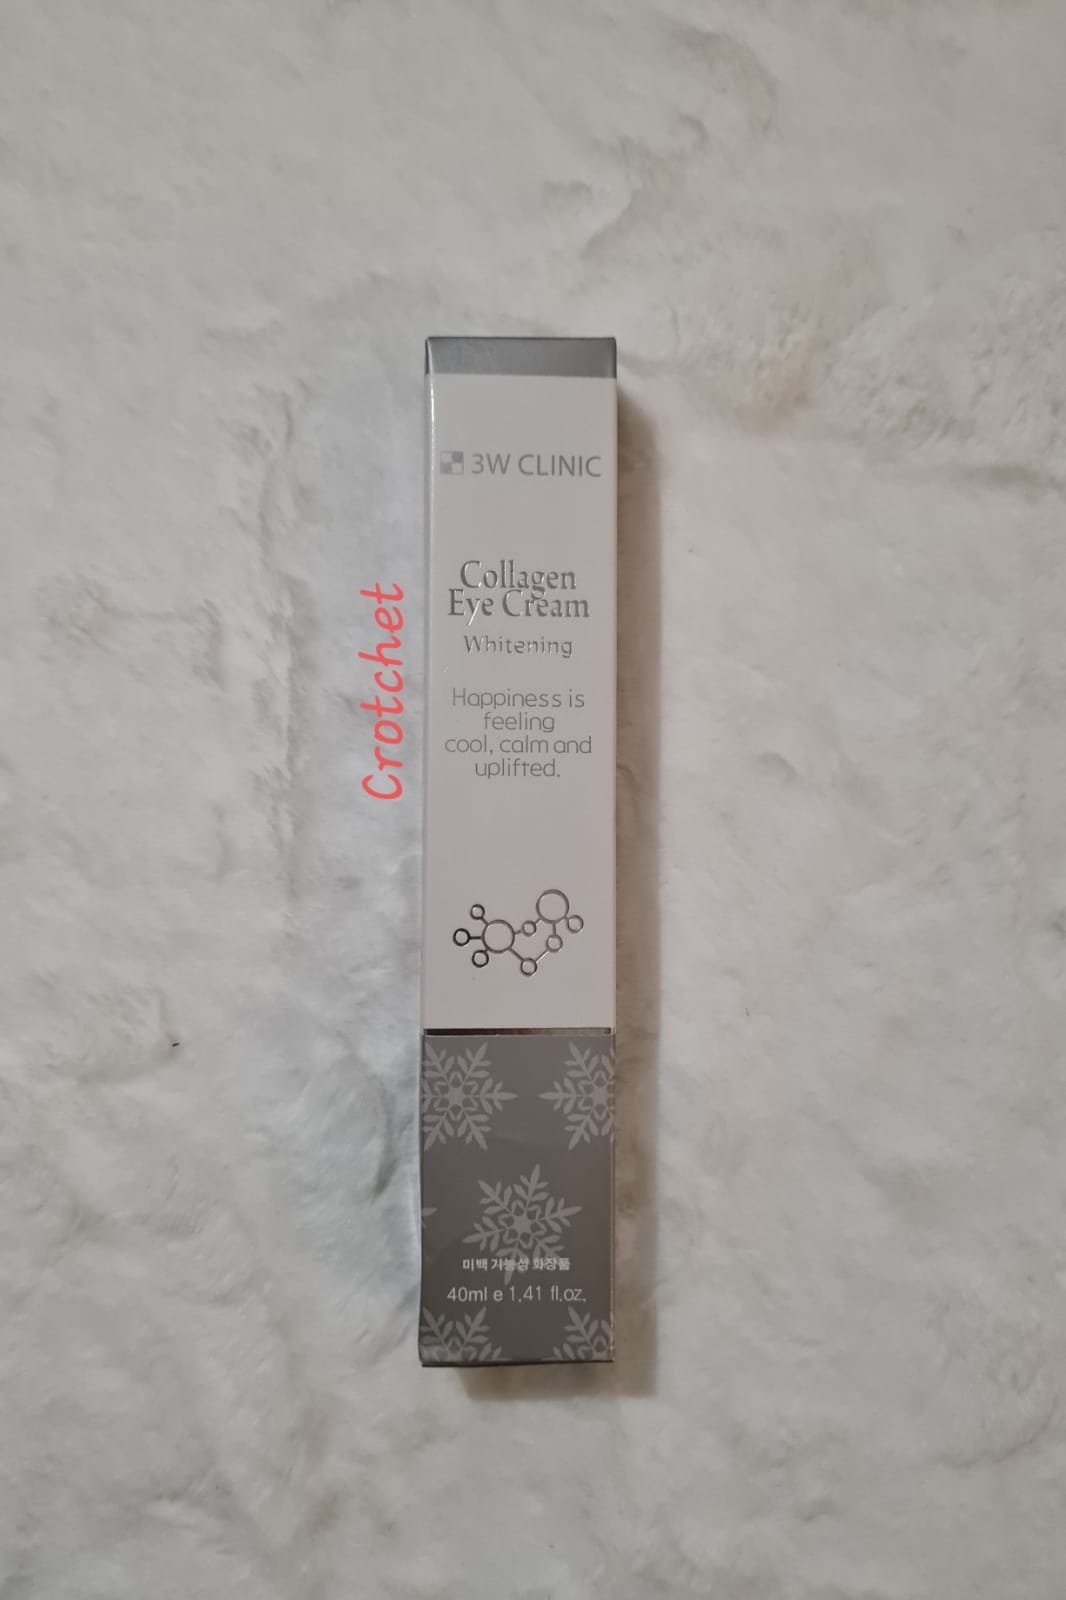 3W CLINIC
Collagen
Eye Cream
Whitening
Happiness is
feeling
cool, calm and
uplifted.
Crotchet
미백 기능성 화장품
40ml e 1.41 fl.oz.